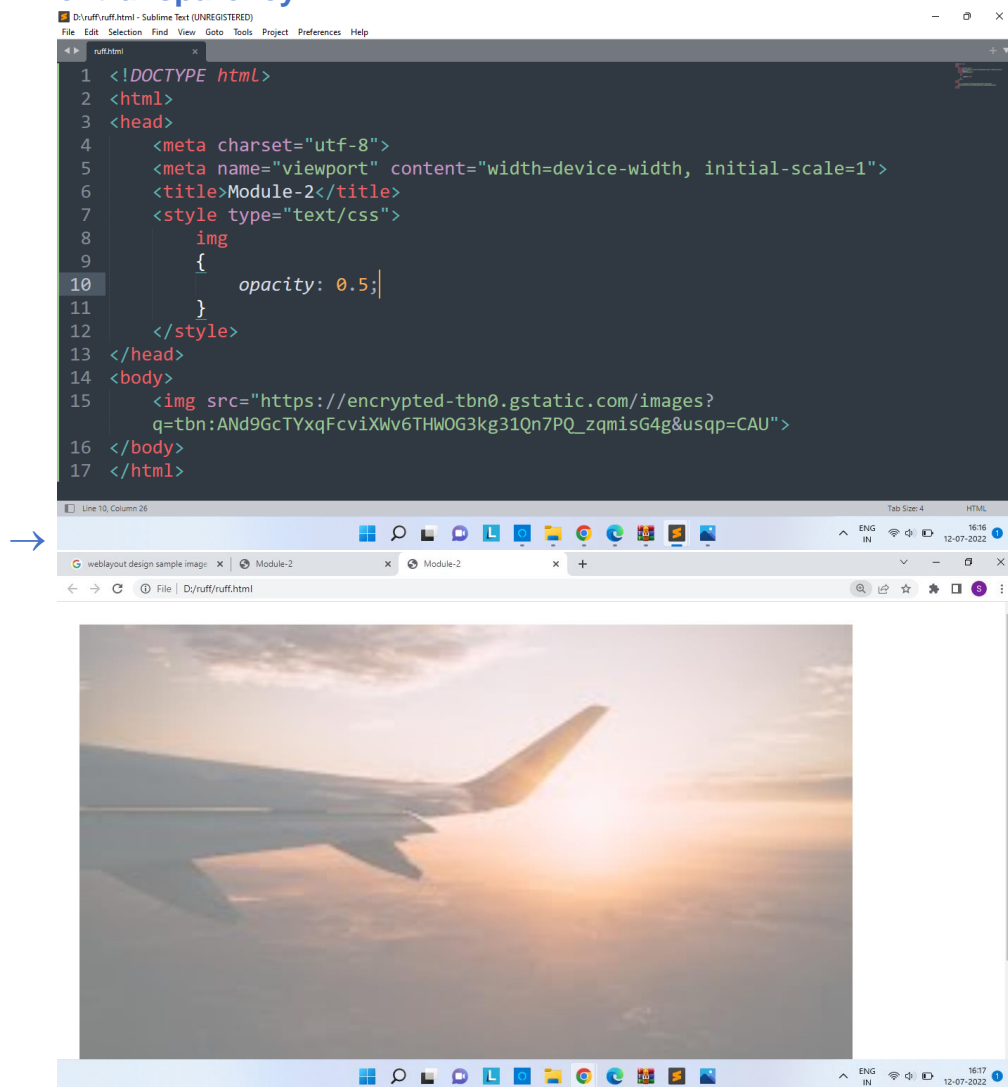 transparency
D:\ruff\ruff.html - Sublime Text (UNREGISTERED)
File Edit Selection Find View Goto Tools Project Preferences Help
ruff.html ×
1 <!DOCTYPE html>
2 <html>
3 <head>
4 <meta charset="utf-8">
5 <meta name="viewport" content="width=device-width, initial-scale=1">
6 <title>Module-2</title>
7 <style type="text/css">
8 img
9 {
10 opacity: 0.5;
11 }
12 </style>
13 </head>
14 <body>
15 <img src="https://encrypted-tbn0.gstatic.com/images?
q=tbn:ANd9GcTYxqFcviXWv6THWOG3kg31Qn7PQ_zqmisG4g&usqp=CAU">
16 </body>
17 </html>
Line 10, Column 26 Tab Size: 4 HTML
L ENG 16:16
IN 12-07-2022 1
G weblayout design sample image × Module-2 × Module-2 × +
File | D:/ruff/ruff.html S
L ENG 16:17
IN 12-07-2022 1